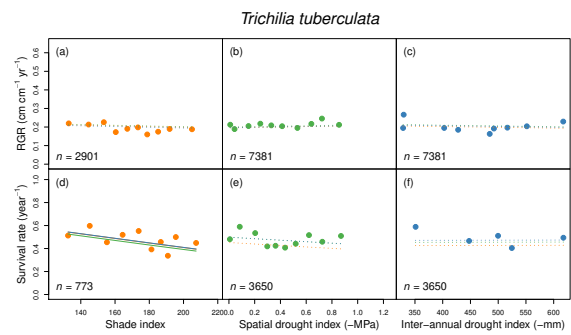 Trichilia tuberculata
(a)
(b)
(c)
RGR (cm cm−1 yr−1)
0.0 0.1 0.2 0.3 0.4 0.5 0.6
n = 2901
n = 7381
n = 7381
(d)
(e)
(f)
Survival rate (year−1)
0.0 0.2 0.4 0.6 0.8 1.0
n = 773
n = 3650
n = 3650
140 160 180 200 220
0.0 0.2 0.4 0.6 0.8 1.0 1.2
350 400 450 500 550 600
Shade index
Spatial drought index (−MPa)
Inter−annual drought index (−mm)